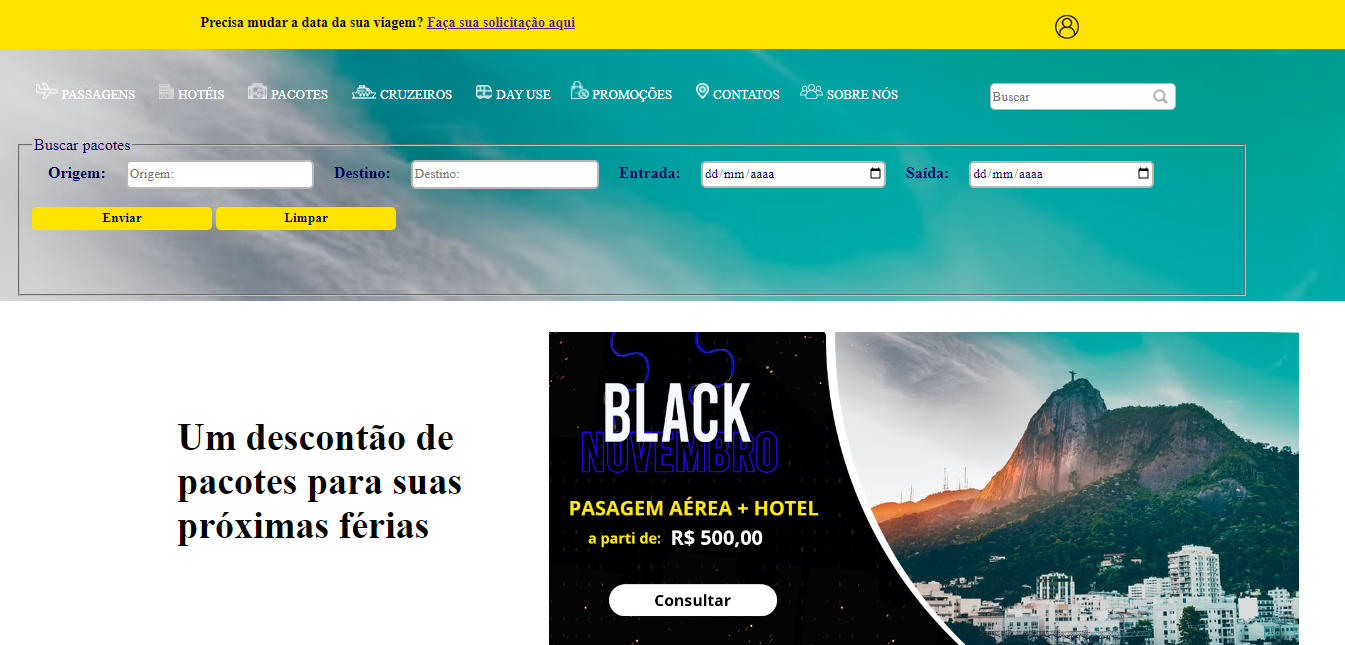 Precisa mudar a data da sua viagem? Faça sua solicitação aqui
PASSAGENS HOTÉIS PACOTES CRUZEIROS DAY USE PROMOÇÕES CONTATOS SOBRE NÓS Buscar
Buscar pacotes
Origem: Origem: Destino: Destino: Entrada: dd/mm/aaaa Saída: dd/mm/aaaa
Enviar Limpar
Um descontão de
pacotes para suas
próximas férias
BLACK
NOVEMBRO
PASAGEM AÉREA + HOTEL
a parti de: R$ 500,00
Consultar